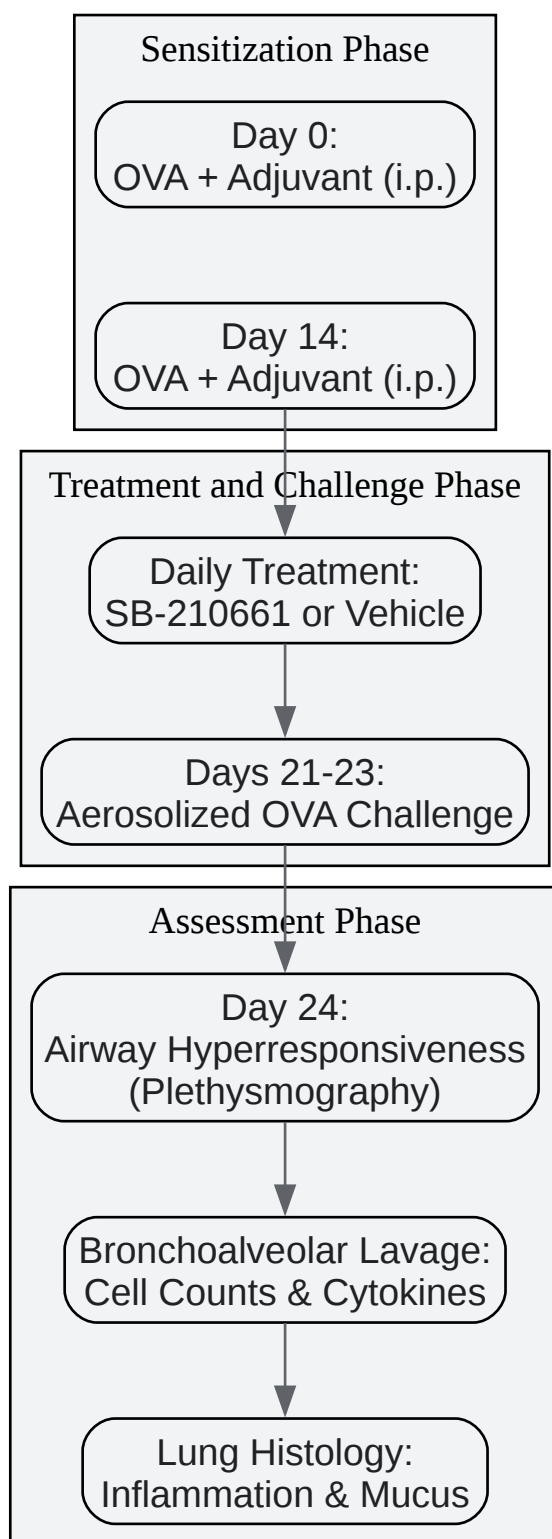 Sensitization Phase
Day 0:
OVA + Adjuvant (i.p.)
Day 14:
OVA + Adjuvant (i.p.)
Treatment and Challenge Phase
Daily Treatment:
SB-210661 or Vehicle
Days 21-23:
Aerosolized OVA Challenge
Assessment Phase
Day 24:
Airway Hyperresponsiveness
(Plethysmography)
Bronchoalveolar Lavage:
Cell Counts & Cytokines
Lung Histology:
Inflammation & Mucus